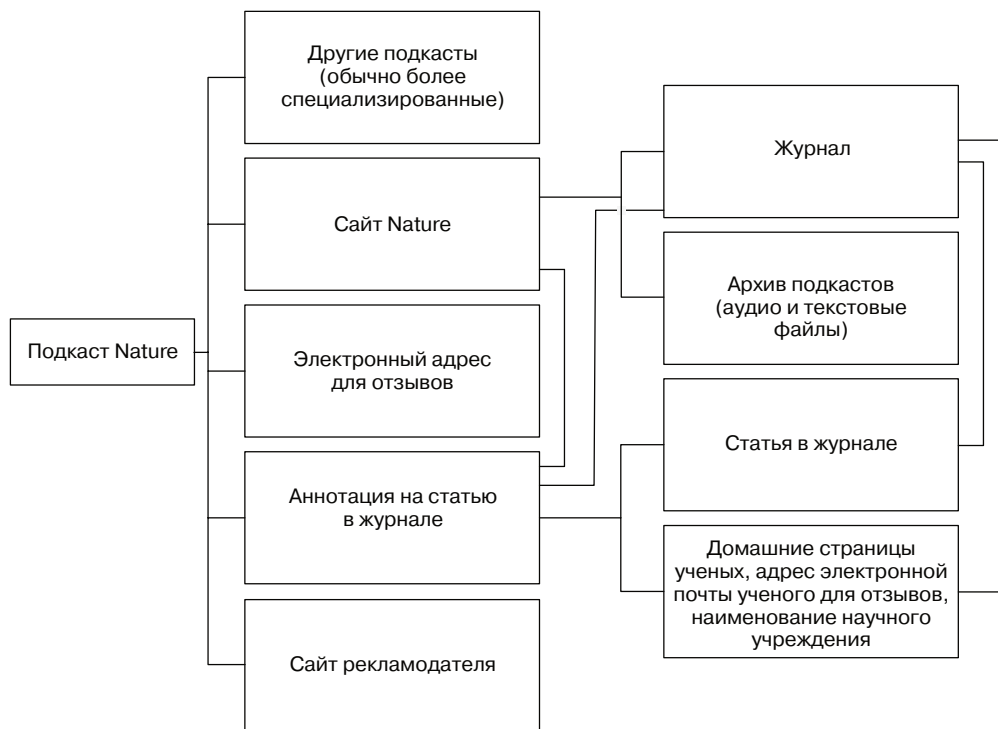 Подкаст Nature
Другие подкасты
(обычно более
специализированные)
Сайт Nature
Электронный адрес
для отзывов
Аннотация на статью
в журнале
Сайт рекламодателя
Журнал
Архив подкастов
(аудио и текстовые
файлы)
Статья в журнале
Домашние страницы
ученых, адрес электронной
почты ученого для отзывов,
наименование научного
учреждения